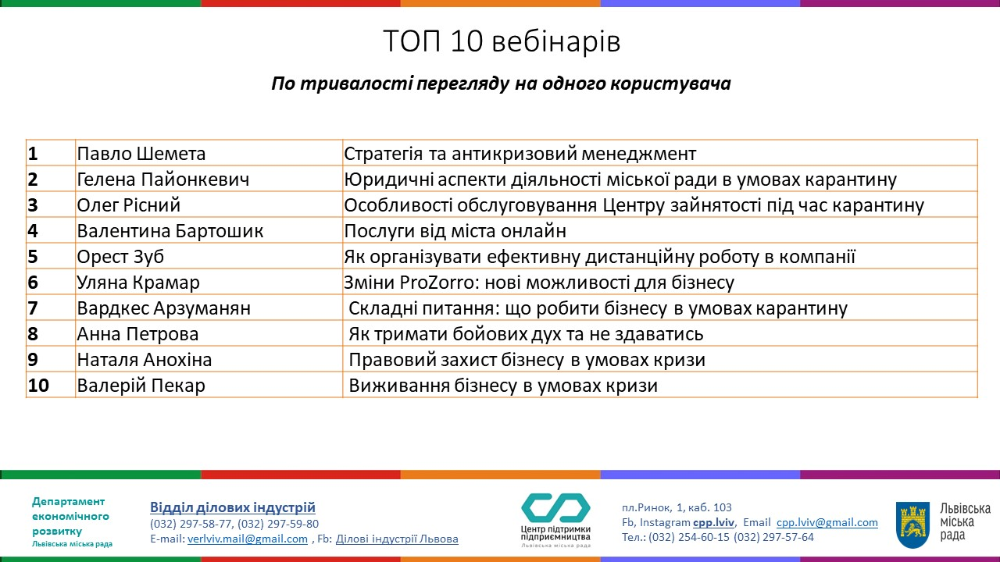 ТОП 10 вебінарів
По тривалості перегляду на одного користувача
1 Павло Шемета Стратегія та антикризовий менеджмент
2 Гелена Пайонкевич Юридичні аспекти діяльності міської ради в умовах карантину
3 Олег Рісний Особливості обслуговування Центру зайнятості під час карантину
4 Валентина Бартошик Послуги від міста онлайн
5 Орест Зуб Як організувати ефективну дистанційну роботу в компанії
6 Уляна Крамар Зміни ProZorro: нові можливості для бізнесу
7 Вардкес Арзуманян Складні питання: що робити бізнесу в умовах карантину
8 Анна Петрова Як тримати бойових дух та не здаватись
9 Наталя Анохіна Правовий захист бізнесу в умовах кризи
10 Валерій Пекар Виживання бізнесу в умовах кризи
Департамент
економічного
розвитку
Львівська міська рада
Відділ ділових індустрій
(032) 297-58-77, (032) 297-59-80
E-mail: verlviv.mail@gmail.com , Fb: Ділові індустрії Львова
Центр підтримки
підприємництва
Львівська міська рада
пл.Ринок, 1, каб. 103
Fb, Instagram cpp.lviv, Email cpp.lviv@gmail.com
Тел.: (032) 254-60-15 (032) 297-57-64
Львівська
міська
рада